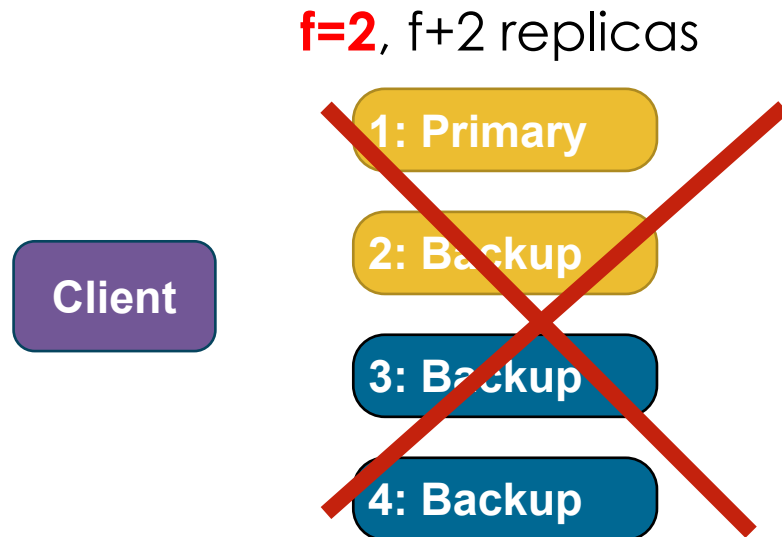 f=2, f+2 replicas
1: Primary
2: Backup
Client
3: Backup
4: Backup